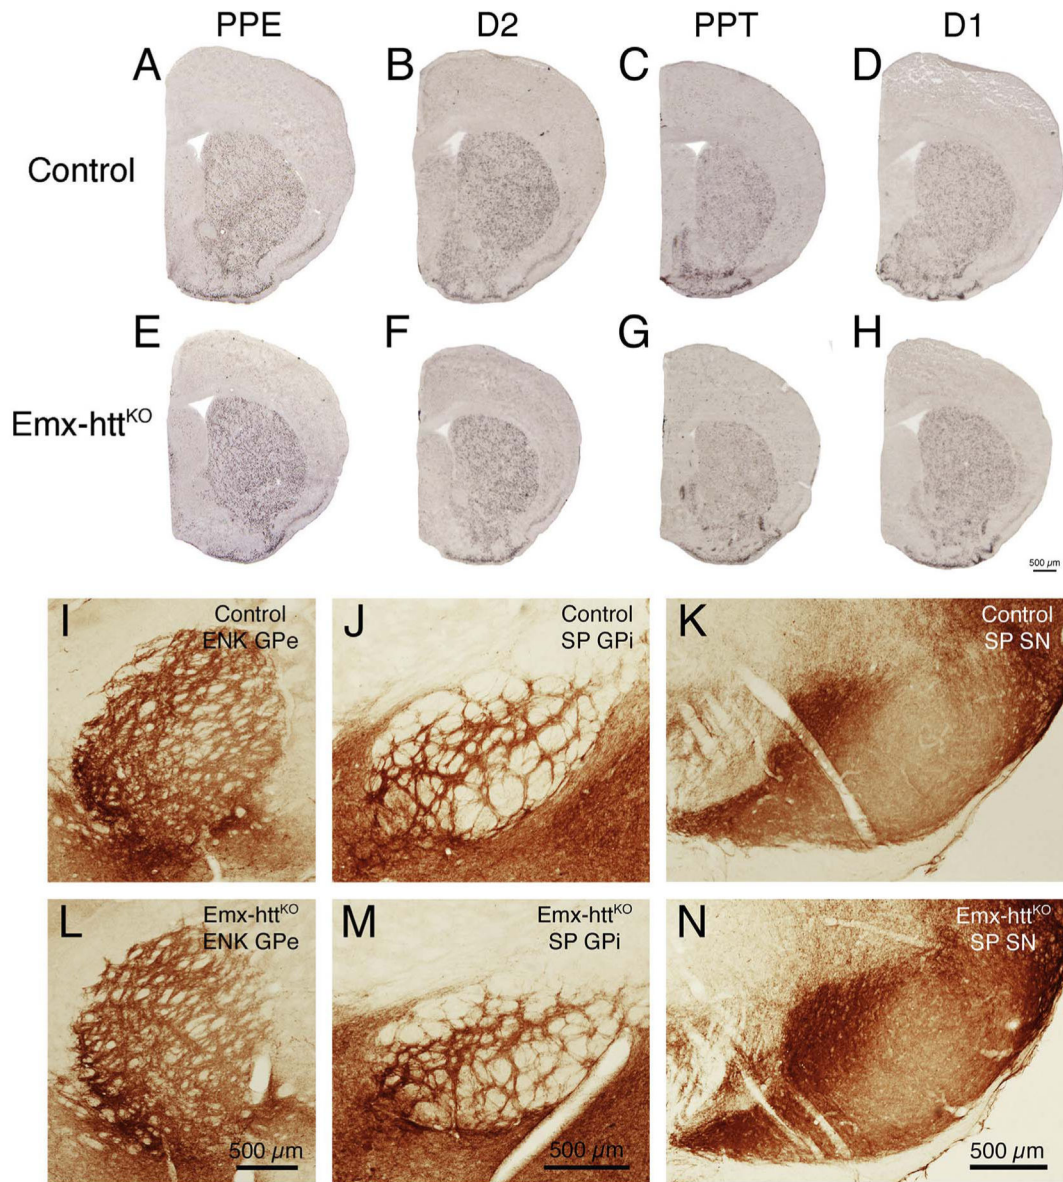 PPE D2 PPT D1
A B C D
Control
E F G H
Emx-htt^KO
500 µm
I Control
ENK GPe
J Control
SP GPi
K Control
SP SN
L Emx-htt^KO
ENK GPe
500 µm
M Emx-htt^KO
SP GPi
500 µm
N Emx-htt^KO
SP SN
500 µm